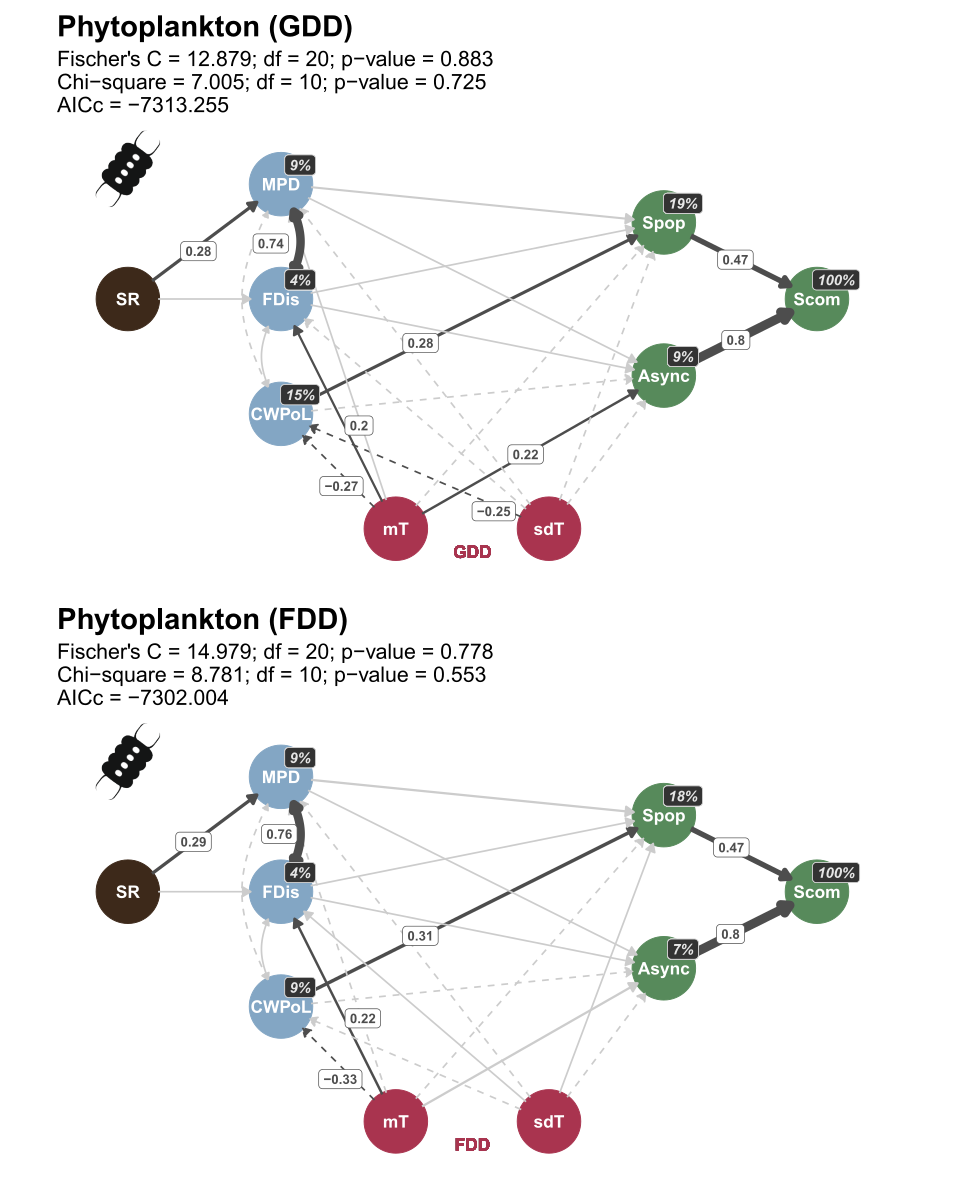 Phytoplankton (GDD)
Fischer's C = 12.879; df = 20; p−value = 0.883
Chi−square = 7.005; df = 10; p−value = 0.725
AICc = −7313.255
9%
MPD
19%
Spop
0.74
0.28
0.47
4%
100%
SR
FDis
Scom
0.8
0.28
9%
Async
15%
CWPoL
0.2
0.22
−0.27
−0.25
mT
sdT
GDD
Phytoplankton (FDD)
Fischer's C = 14.979; df = 20; p−value = 0.778
Chi−square = 8.781; df = 10; p−value = 0.553
AICc = −7302.004
9%
MPD
18%
Spop
0.76
0.29
0.47
4%
100%
SR
FDis
Scom
0.8
0.31
7%
Async
9%
CWPoL
0.22
−0.33
mT
sdT
FDD